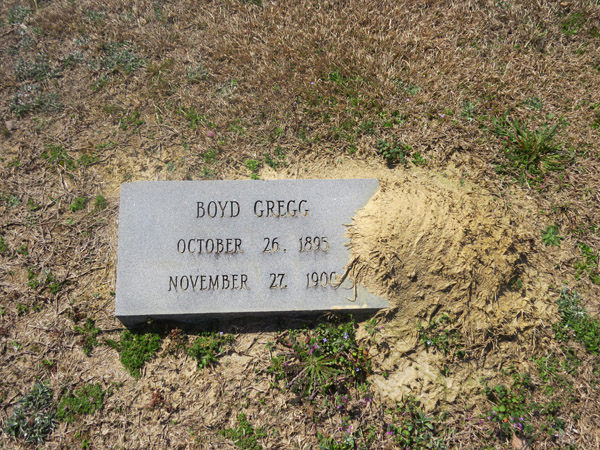 BOYD GREGG
OCTOBER 26, 1895
NOVEMBER 27, 1900